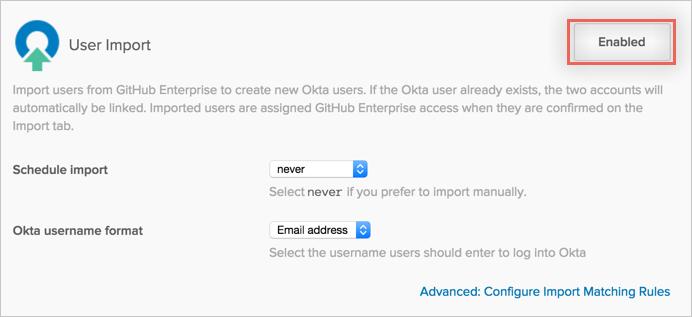 User Import
Enabled
Import users from GitHub Enterprise to create new Okta users. If the Okta user already exists, the two accounts will
automatically be linked. Imported users are assigned GitHub Enterprise access when they are confirmed on the
Import tab.
Schedule import
never
Select never if you prefer to import manually.
Okta username format
Email address
Select the username users should enter to log into Okta
Advanced: Configure Import Matching Rules